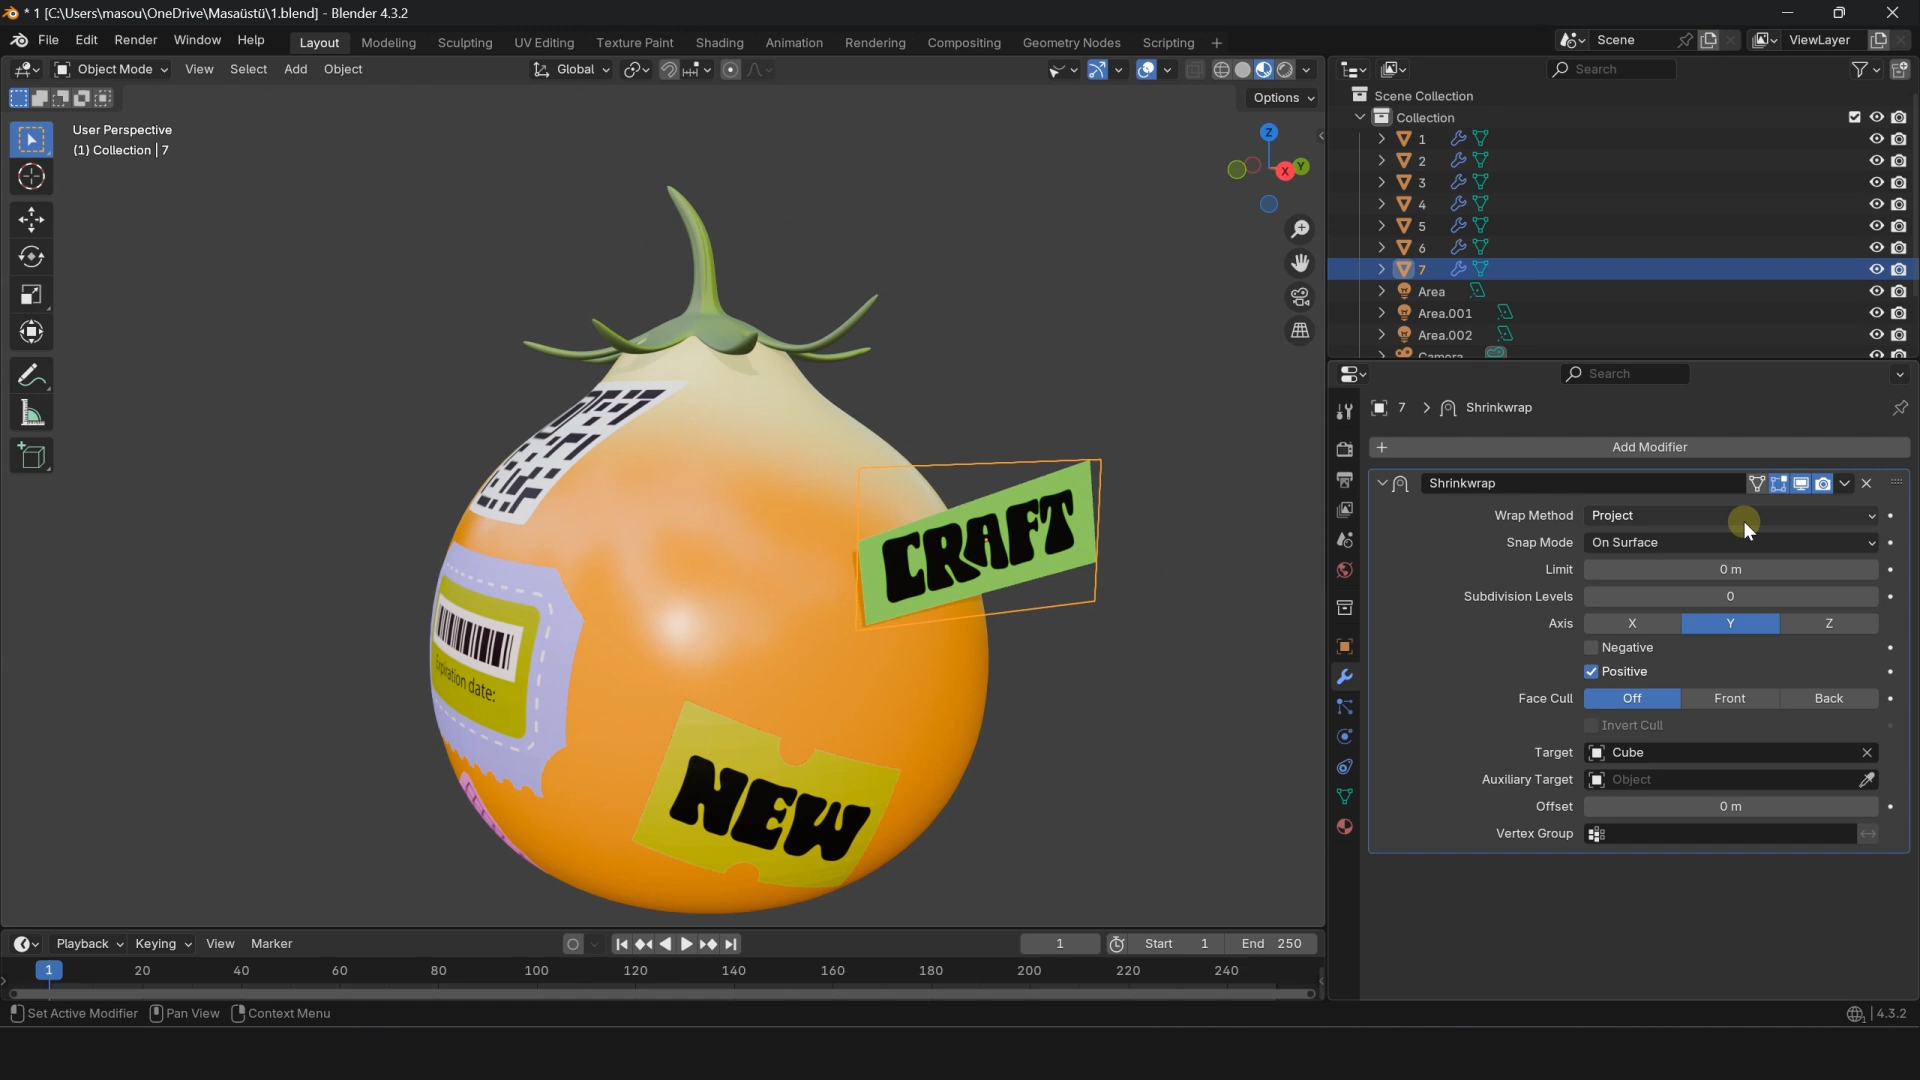 * 1 [C:\Users\masou\OneDrive\Masaüstü\1.blend] - Blender 4.3.2
File Edit Render Window Help Layout Modeling Sculpting UV Editing Texture Paint Shading Animation Rendering Compositing Geometry Nodes Scripting + Scene ViewLayer
Object Mode View Select Add Object Global Search
Options
User Perspective
(1) Collection | 7
Z
Y
X
CRAFT
Expiration date:
NEW
Scene Collection
Collection
1
2
3
4
5
6
7
Area
Area.001
Area.002
Camera
Search
7 > Shrinkwrap
+ Add Modifier
Shrinkwrap
Wrap Method Project
Snap Mode On Surface
Limit 0 m
Subdivision Levels 0
Axis X Y Z
Negative
Positive
Face Cull Off Front Back
Invert Cull
Target Cube
Auxiliary Target Object
Offset 0 m
Vertex Group
Playback Keying View Marker 1 Start 1 End 250
1 20 40 60 80 100 120 140 160 180 200 220 240
Set Active Modifier Pan View Context Menu 4.3.2